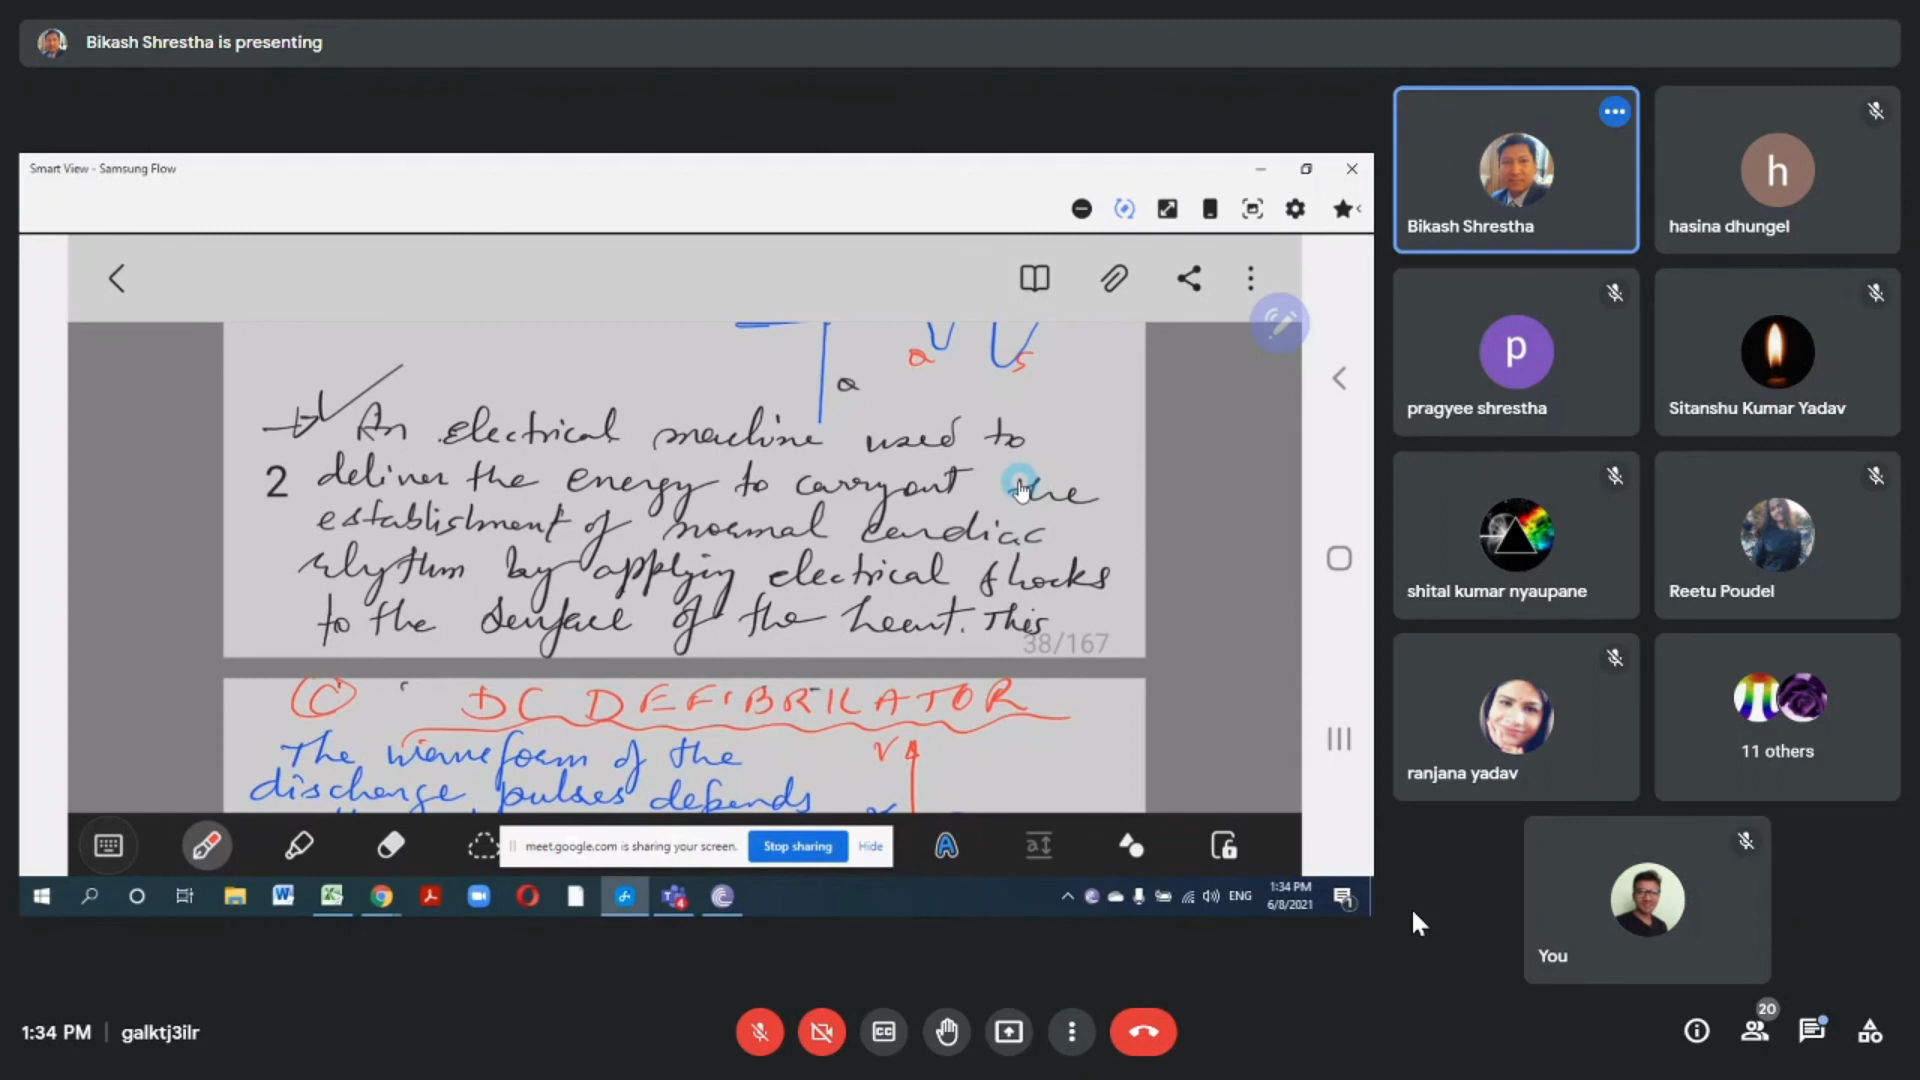 Bikash Shrestha is presenting
Smart View - Samsung Flow
a
5
a
An electrical machine used to
2 deliver the energy to carryout the
establishment of normal cardiac
rhythm by applying electrical shocks
to the surface of the heart. This
38/167
C DC DEFIBRILATOR
The waveform of the
V
discharge pulses depends
meet.google.com is sharing your screen. Stop sharing Hide
ENG
1:34 PM
6/8/2021
Bikash Shrestha
h
hasina dhungel
p
pragyee shrestha
Sitanshu Kumar Yadav
shital kumar nyaupane
Reetu Poudel
ranjana yadav
11 others
You
1:34 PM | galktj3ilr
20